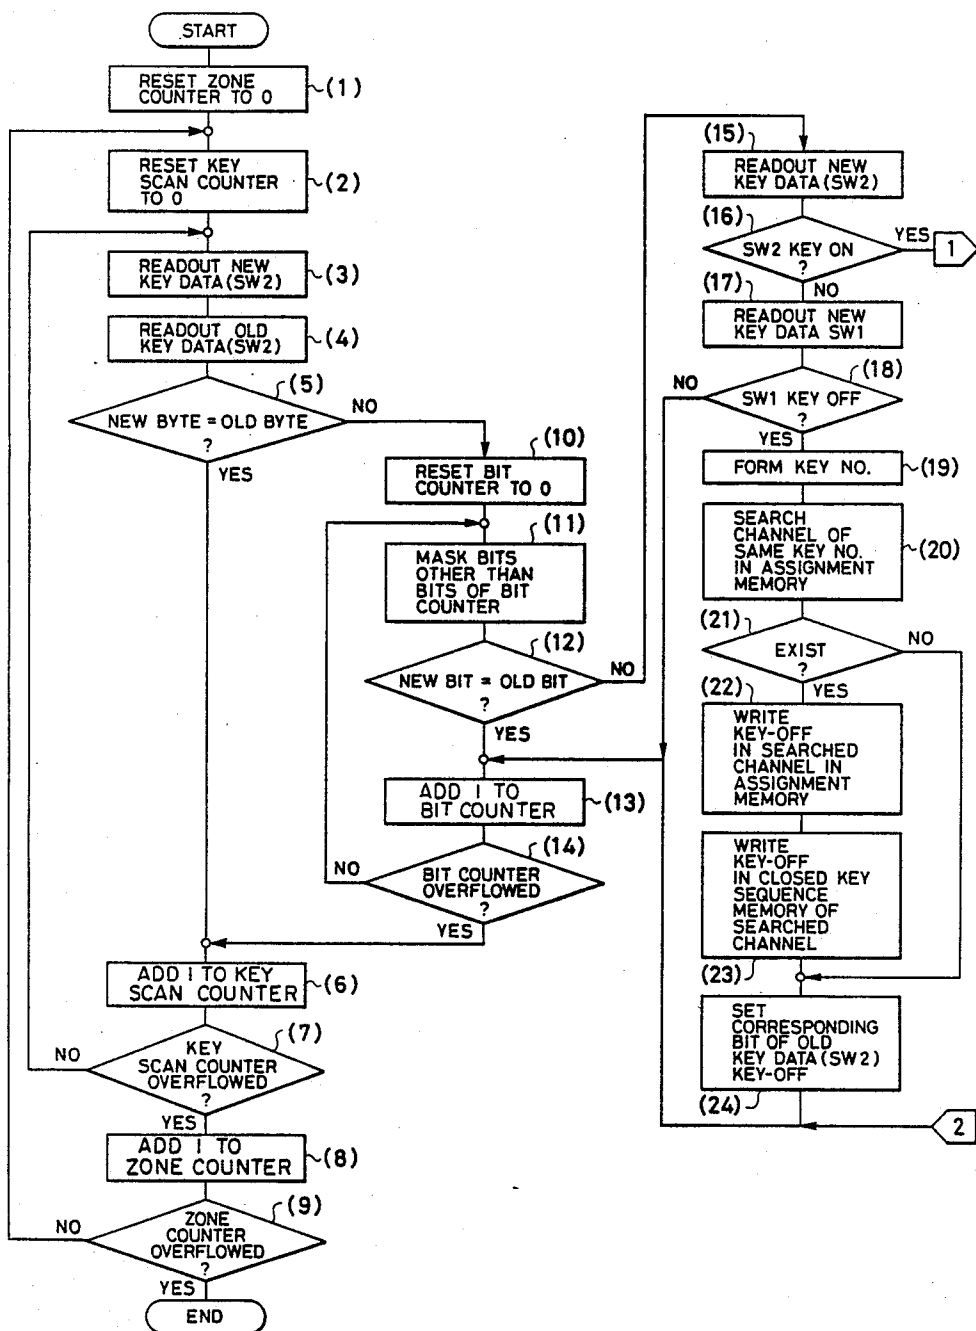 START
RESET ZONE
COUNTER TO 0
(1)
RESET KEY
SCAN COUNTER
TO 0
(2)
READOUT NEW
KEY DATA (SW2)
(3)
READOUT OLD
KEY DATA (SW2)
(4)
(5)
NEW BYTE = OLD BYTE
?
NO
YES
(10)
RESET BIT
COUNTER TO 0
(11)
MASK BITS
OTHER THAN
BITS OF BIT
COUNTER
(12)
NEW BIT = OLD BIT
?
NO
YES
ADD 1 TO
BIT COUNTER
(13)
(14)
BIT COUNTER
OVERFLOWED
?
NO
YES
ADD 1 TO KEY
SCAN COUNTER
(6)
(7)
KEY
SCAN COUNTER
OVERFLOWED
?
NO
YES
ADD 1 TO
ZONE COUNTER
(8)
(9)
ZONE
COUNTER
OVERFLOWED
?
NO
YES
END
(15)
READOUT NEW
KEY DATA (SW2)
(16)
SW2 KEY ON
?
YES
1
NO
(17)
READOUT NEW
KEY DATA SW1
(18)
SW1 KEY OFF
?
NO
YES
FORM KEY NO.
(19)
SEARCH
CHANNEL OF
SAME KEY NO.
IN ASSIGNMENT
MEMORY
(20)
(21)
EXIST
?
NO
YES
(22)
WRITE
KEY-OFF
IN SEARCHED
CHANNEL IN
ASSIGNMENT
MEMORY
WRITE
KEY-OFF
IN CLOSED KEY
SEQUENCE
MEMORY OF
SEARCHED
CHANNEL
(23)
SET
CORRESPONDING
BIT OF OLD
KEY DATA (SW2)
KEY-OFF
(24)
2